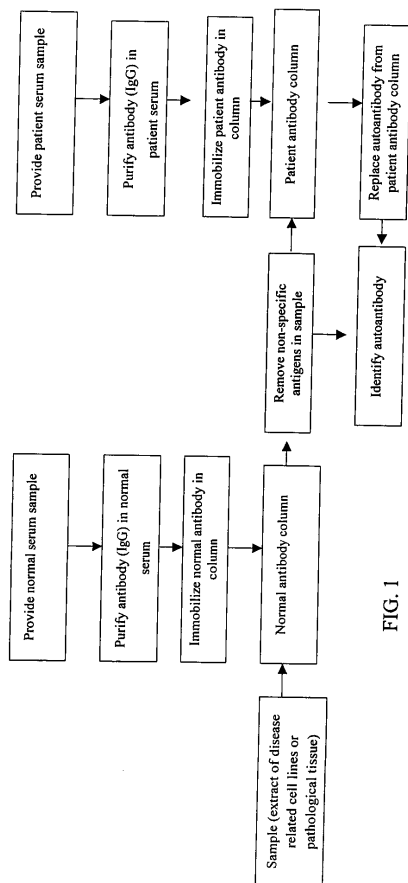 Provide normal serum sample
Purify antibody (IgG) in normal
serum
Immobilize normal antibody in
column
Sample (extract of disease
related cell lines or
pathological tissue)
Normal antibody column
Remove non-specific
antigens in sample
Provide patient serum sample
Purify antibody (IgG) in
patient serum
Immobilize patient antibody in
column
Patient antibody column
Identify autoantibody
Replace autoantibody from
patient antibody column
FIG. 1